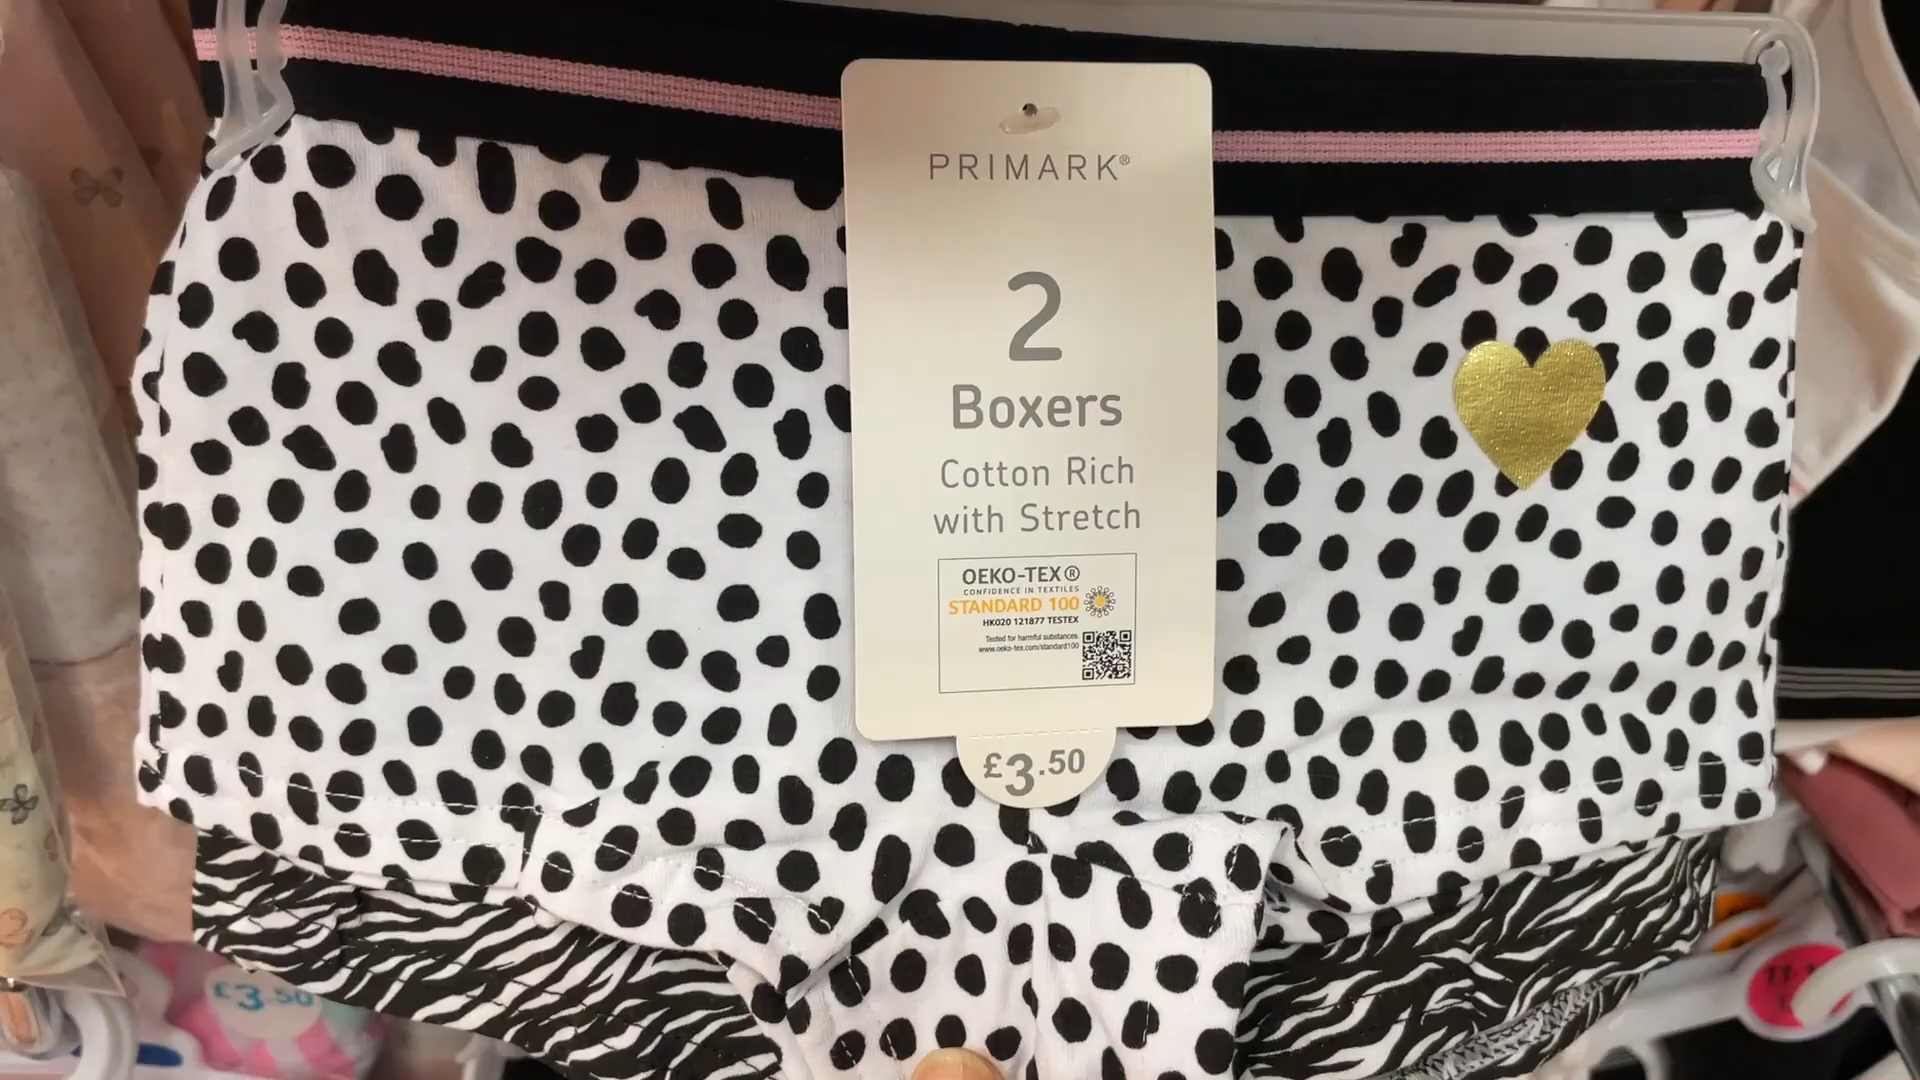 PRIMARK®
2
Boxers
Cotton Rich
with Stretch
OEKO-TEX®
CONFIDENCE IN TEXTILES
STANDARD 100
HK020 121877 TESTEX
Tested for harmful substances.
www.oeko-tex.com/standard100
£3.50
£3.50